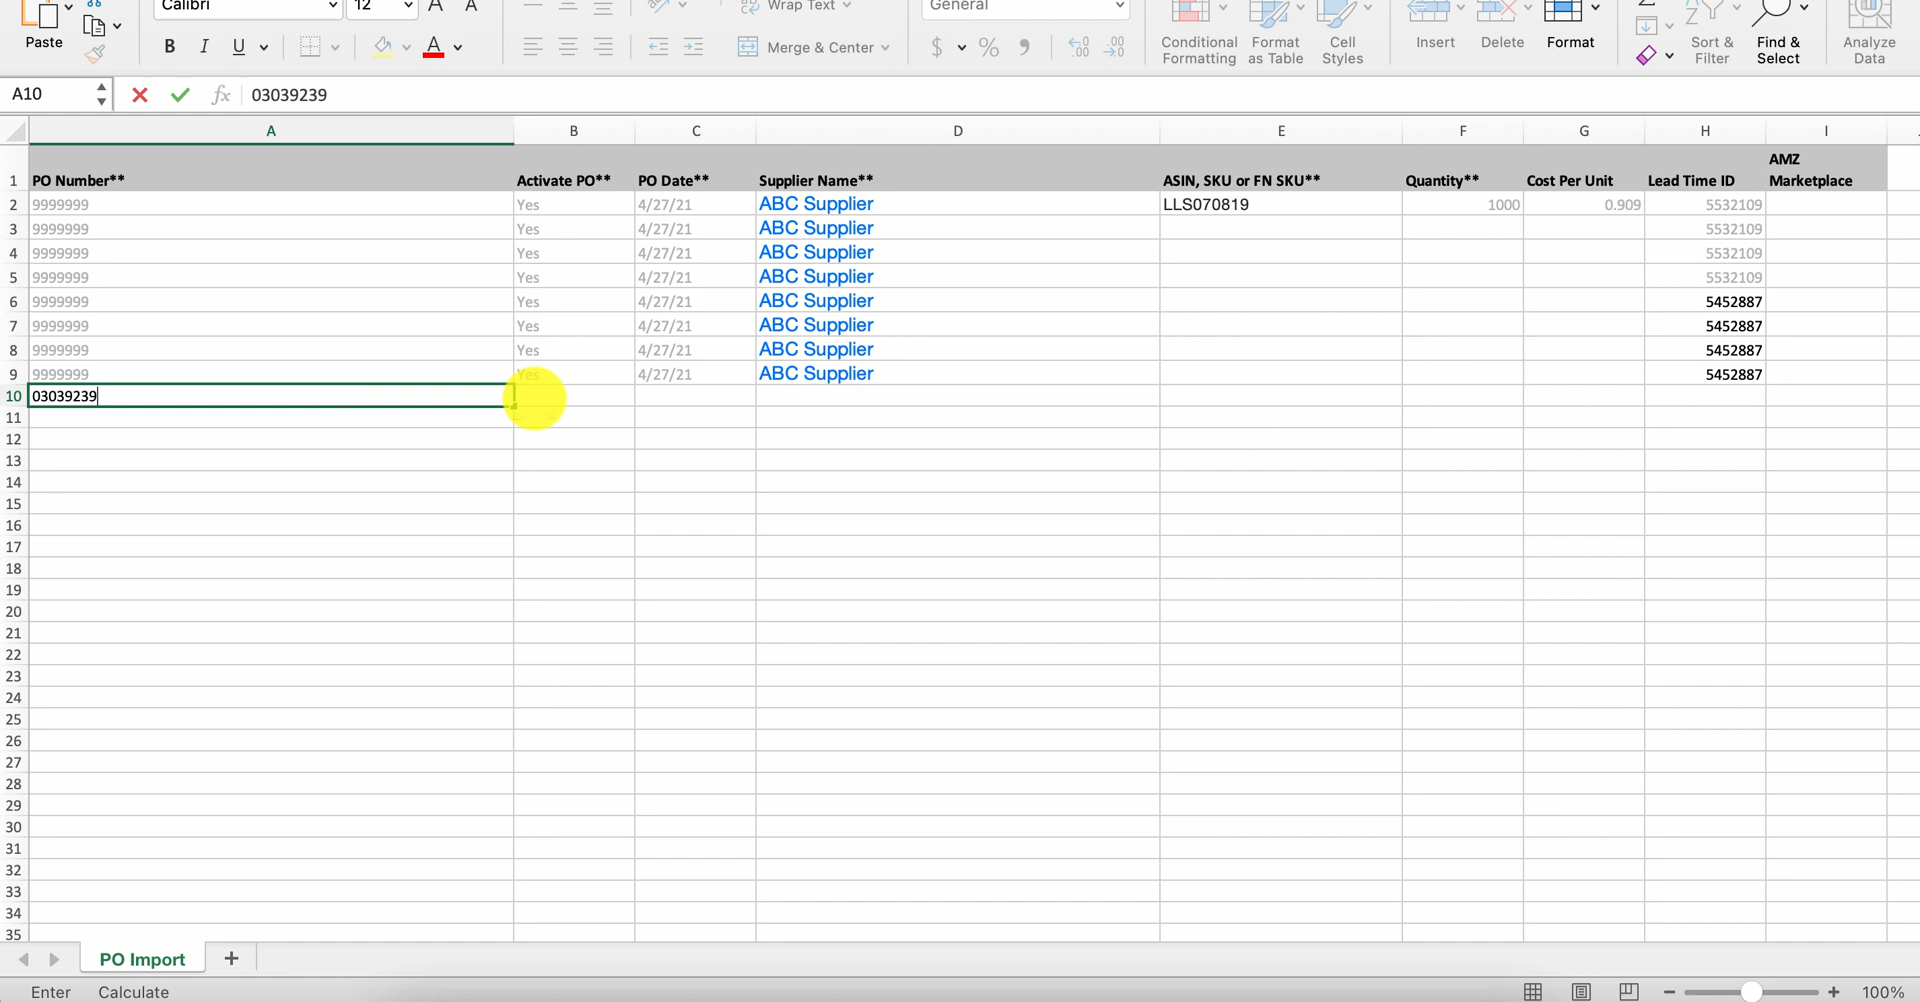 Calibri 12 A A Wrap Text General
Paste B I U A Merge & Center $ % 9 Conditional Formatting Format as Table Cell Styles Insert Delete Format Sort & Filter Find & Select Analyze Data
A10 fx 03039239
A B C D E F G H I
1 PO Number** Activate PO** PO Date** Supplier Name** ASIN, SKU or FN SKU** Quantity** Cost Per Unit Lead Time ID AMZ Marketplace
2 9999999 Yes 4/27/21 ABC Supplier LLS070819 1000 0.909 5532109
3 9999999 Yes 4/27/21 ABC Supplier 5532109
4 9999999 Yes 4/27/21 ABC Supplier 5532109
5 9999999 Yes 4/27/21 ABC Supplier 5532109
6 9999999 Yes 4/27/21 ABC Supplier 5452887
7 9999999 Yes 4/27/21 ABC Supplier 5452887
8 9999999 Yes 4/27/21 ABC Supplier 5452887
9 9999999 Yes 4/27/21 ABC Supplier 5452887
10 03039239
11
12
13
14
15
16
17
18
19
20
21
22
23
24
25
26
27
28
29
30
31
32
33
34
35
PO Import +
Enter Calculate 100%